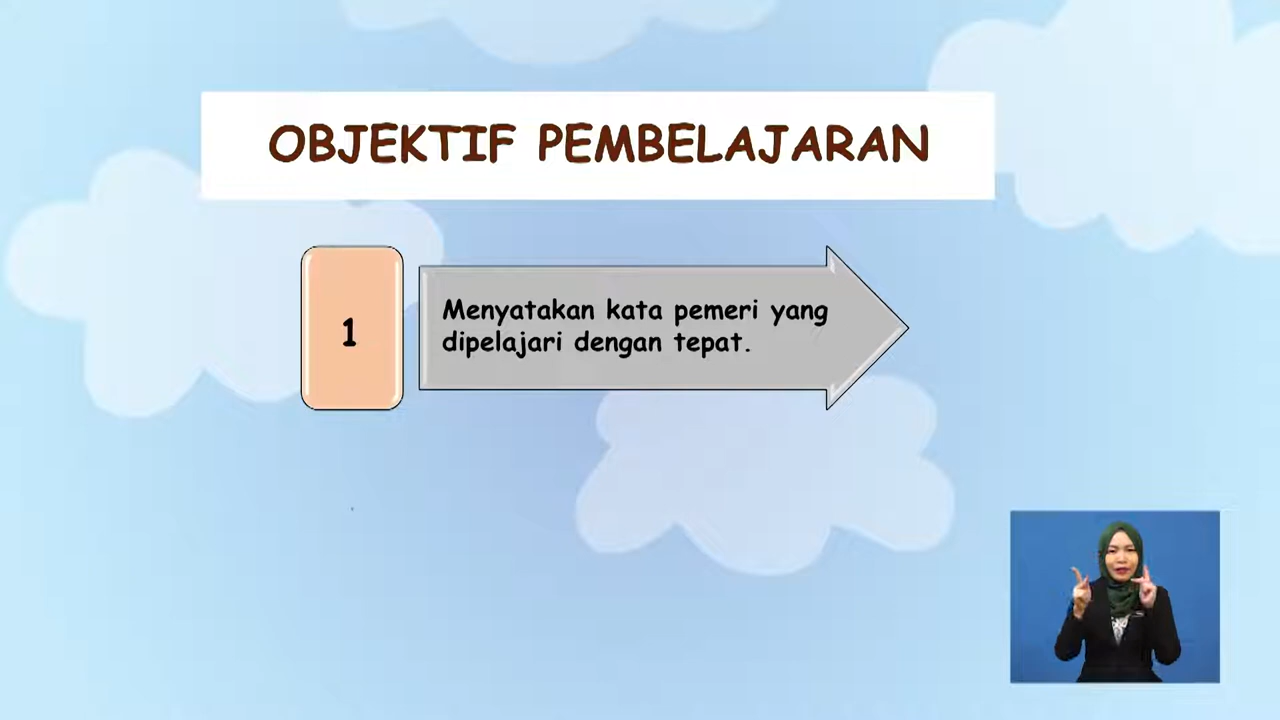 OBJEKTIF PEMBELAJARAN
1
Menyatakan kata pemeri yang
dipelajari dengan tepat.